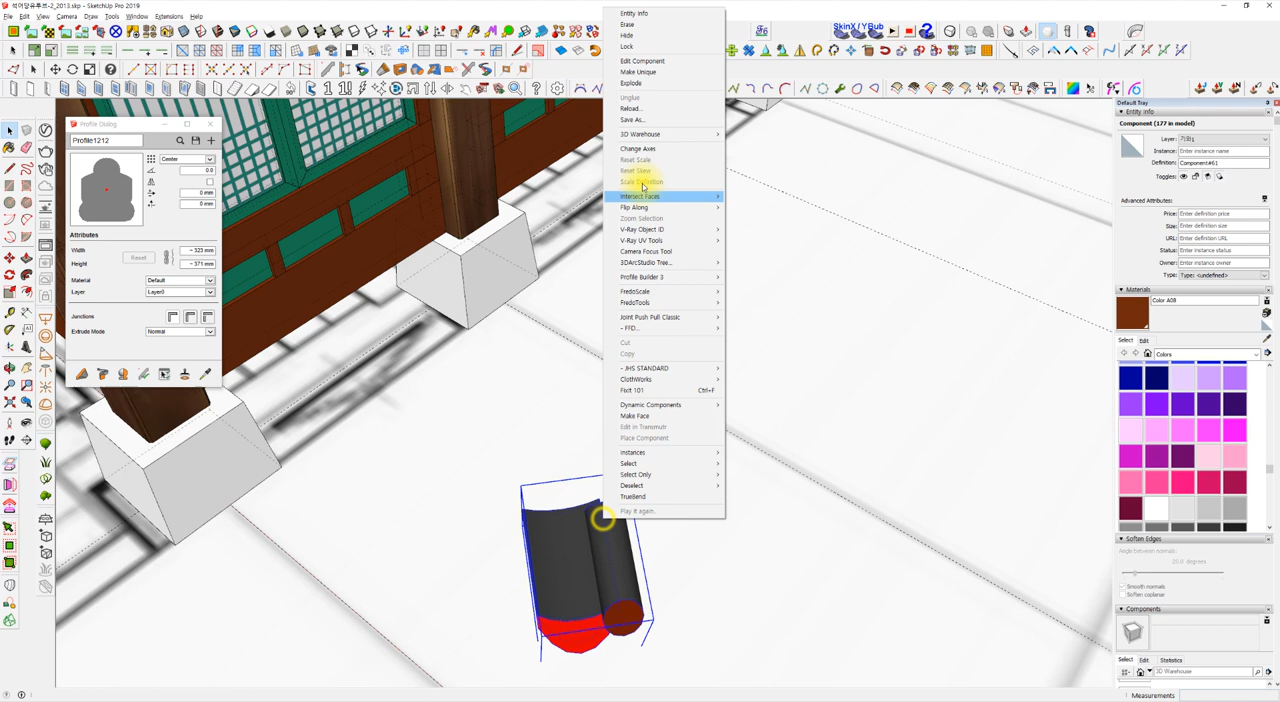 석어당유투브-2_2013.skp - SketchUp Pro 2019
File Edit View Camera Draw Tools Window Extensions Help
Profile Dialog
Profile1212
Center
0.0
0 mm
0 mm
Attributes
Width
~ 323 mm
Reset
Height
~ 371 mm
Material
Default
Layer
Layer0
Junctions
Extrude Mode
Normal
Entity Info
Erase
Hide
Lock
Edit Component
Make Unique
Explode
Unglue
Reload...
Save As...
3D Warehouse
Change Axes
Reset Scale
Reset Skew
Scale Definition
Intersect Faces
Flip Along
Zoom Selection
V-Ray Object ID
V-Ray UV Tools
Camera Focus Tool
3DArcStudio Tree...
Profile Builder 3
FredoScale
FredoTools
Joint Push Pull Classic
- FFD...
Cut
Copy
- JHS STANDARD
ClothWorks
Fixit 101 Ctrl+F
Dynamic Components
Make Face
Edit in Transmutr
Place Component
Instances
Select
Select Only
Deselect
TrueBend
Play it again.
SkinX/YBub
Default Tray
Entity Info
Component (177 in model)
Layer:
Instance: Enter instance name
Definition: Component#61
Toggles:
Advanced Attributes:
Price: Enter definition price
Size: Enter definition size
URL: Enter definition URL
Status: Enter instance status
Owner: Enter instance owner
Type: Type: <undefined>
Materials
Color A08
Select Edit
Colors
Soften Edges
Angle between normals:
20.0 degrees
Smooth normals
Soften coplanar
Components
Select Edit Statistics
3D Warehouse
Measurements